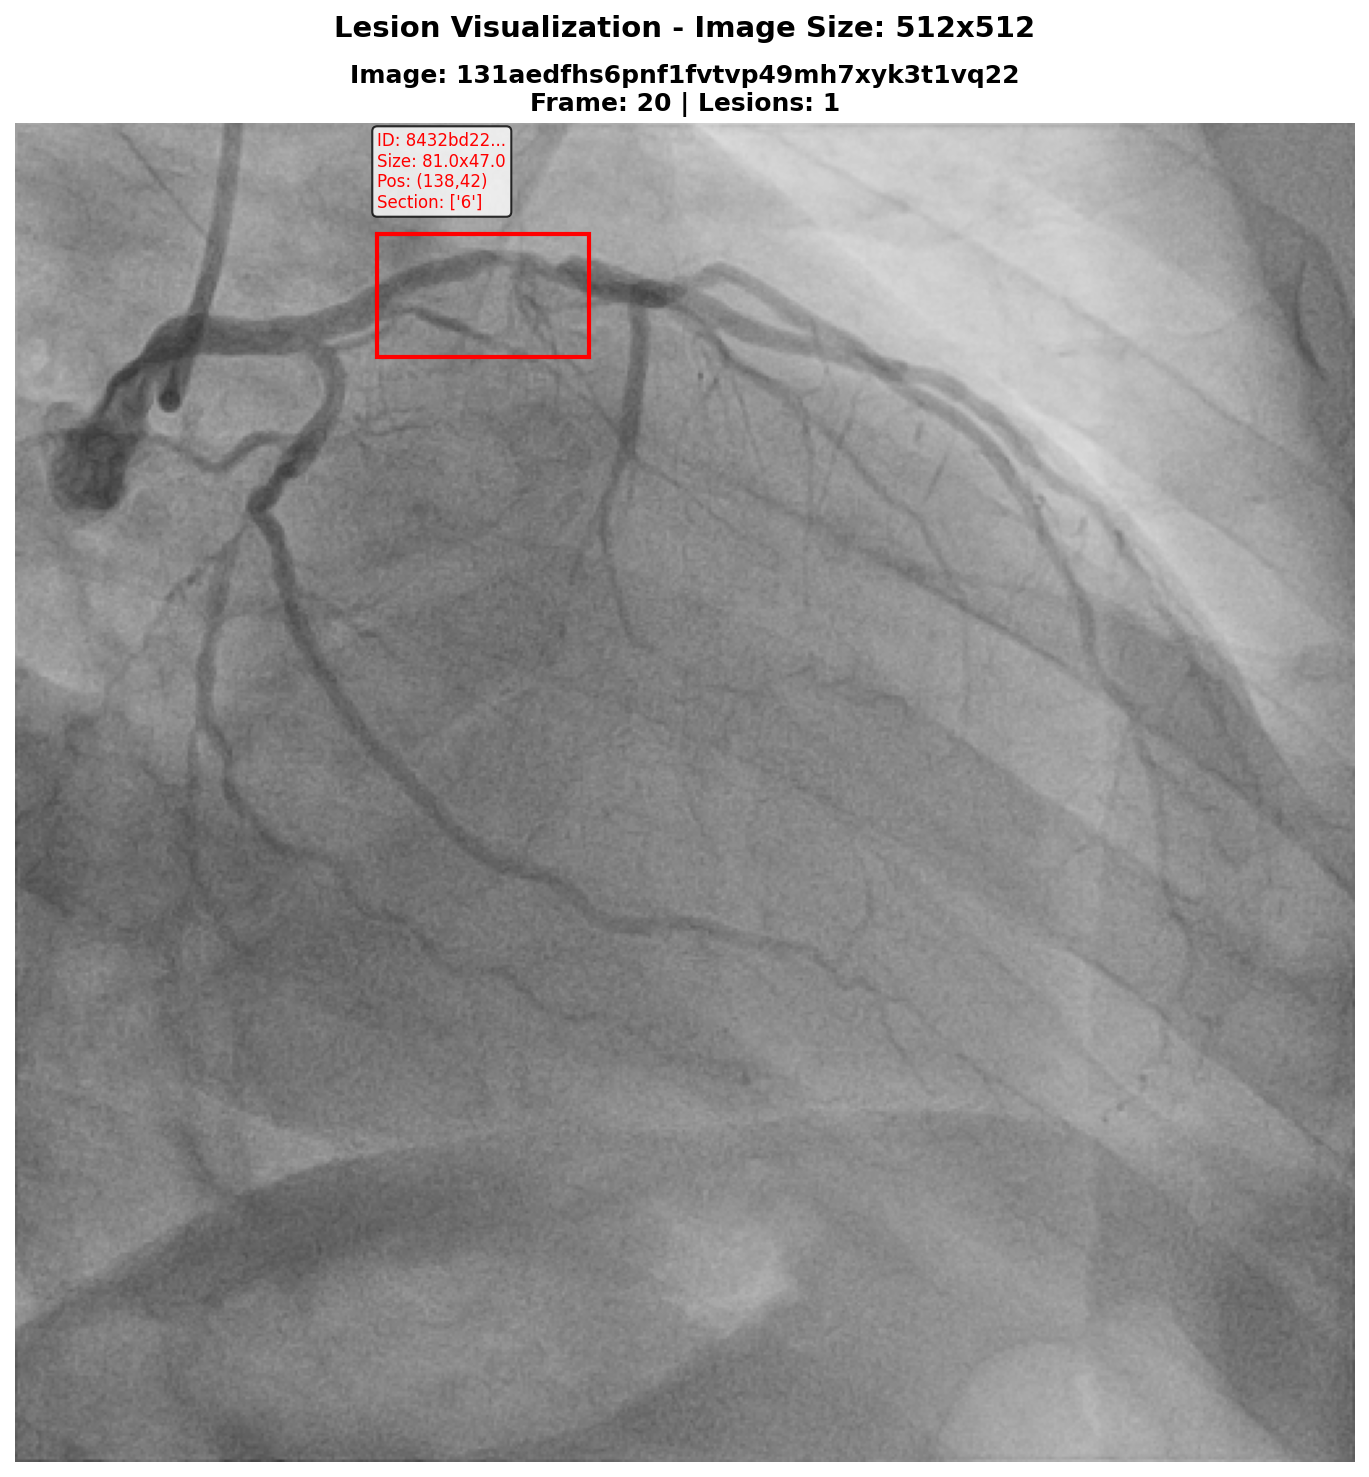 Lesion Visualization - Image Size: 512x512
Image: 131aedfhs6pnf1fvtvp49mh7xyk3t1vq22
Frame: 20 | Lesions: 1
ID: 8432bd22...
Size: 81.0x47.0
Pos: (138,42)
Section: ['6']